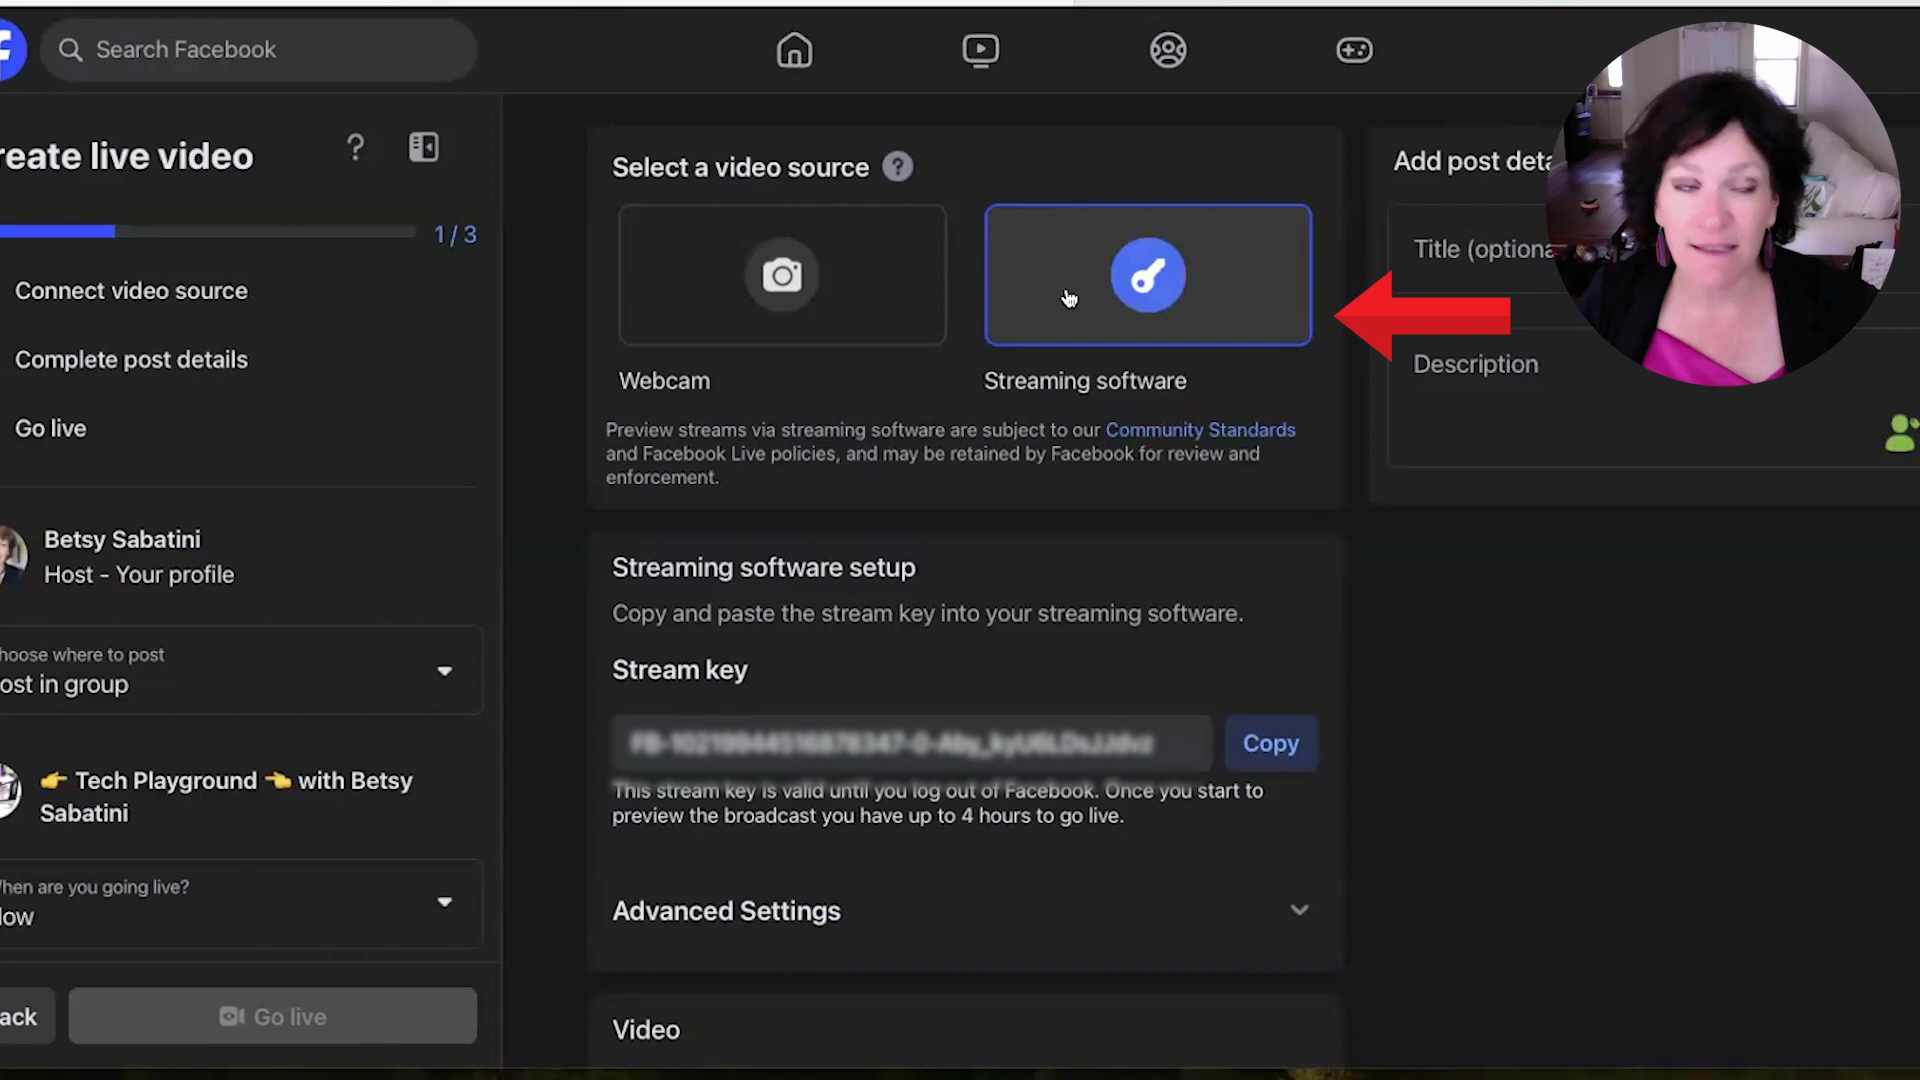 Search Facebook
reate live video
1 / 3
Connect video source
Complete post details
Go live
Betsy Sabatini
Host - Your profile
hoose where to post
ost in group
👉 Tech Playground 👈 with Betsy
Sabatini
hen are you going live?
low
ack
Go live
Select a video source
Webcam
Streaming software
Preview streams via streaming software are subject to our Community Standards
and Facebook Live policies, and may be retained by Facebook for review and
enforcement.
Streaming software setup
Copy and paste the stream key into your streaming software.
Stream key
Copy
This stream key is valid until you log out of Facebook. Once you start to
preview the broadcast you have up to 4 hours to go live.
Advanced Settings
Video
Add post deta
Title (optiona
Description